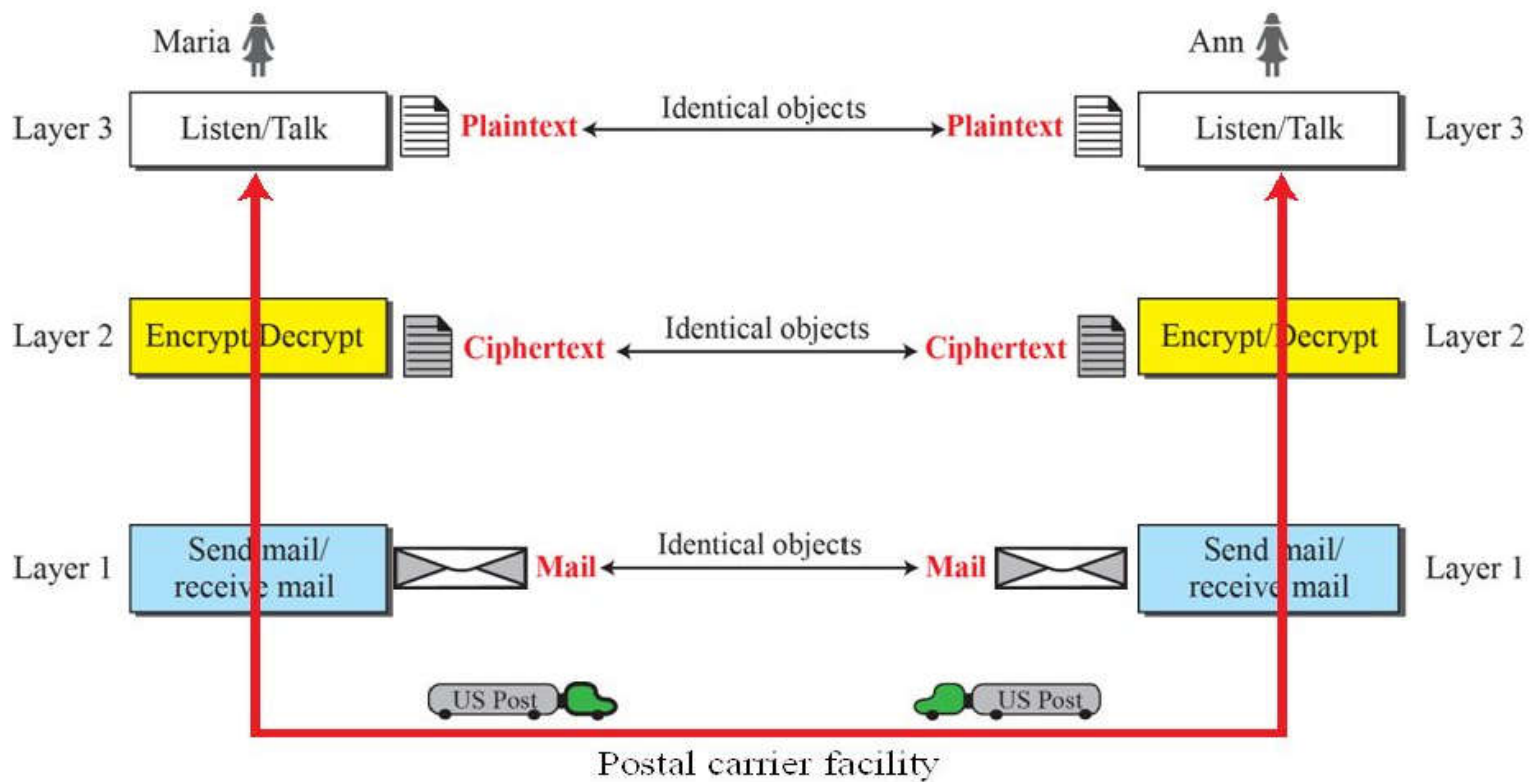 Maria
Ann
Layer 3
Listen/Talk
Plaintext
Identical objects
Plaintext
Listen/Talk
Layer 3
Layer 2
Encrypt/Decrypt
Ciphertext
Identical objects
Ciphertext
Encrypt/Decrypt
Layer 2
Layer 1
Send mail/
receive mail
Mail
Identical objects
Mail
Send mail/
receive mail
Layer 1
US Post
US Post
Postal carrier facility